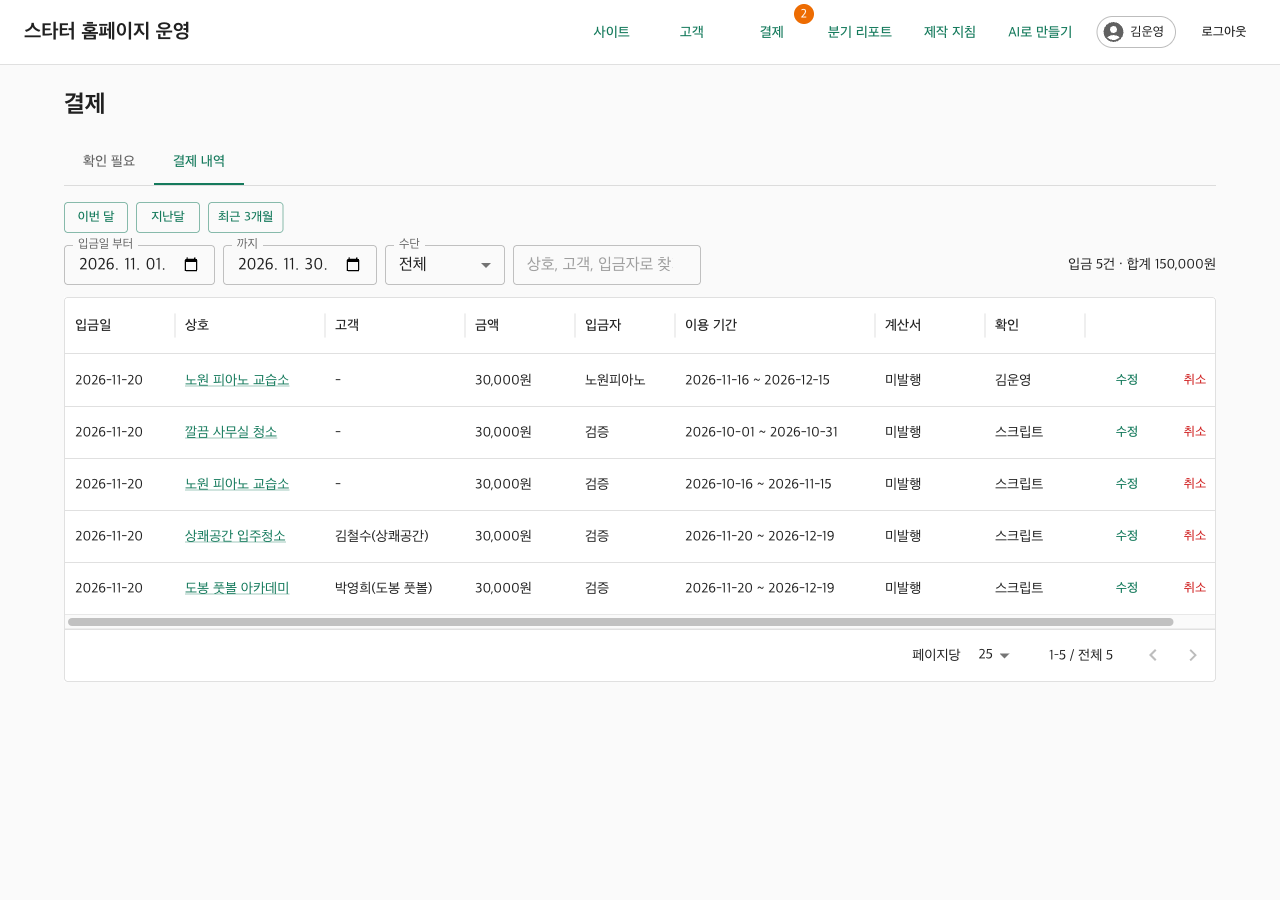 스타터 홈페이지 운영
사이트
고객
결제
2
분기 리포트
제작 지침
AI로 만들기
김운영
로그아웃
결제
확인 필요
결제 내역
이번 달
지난달
최근 3개월
입금일 부터
2026. 11. 01.
까지
2026. 11. 30.
수단
전체
상호, 고객, 입금자로 찾
입금 5건 · 합계 150,000원
입금일 상호 고객 금액 입금자 이용 기간 계산서 확인
2026-11-20 노원 피아노 교습소 - 30,000원 노원피아노 2026-11-16 ~ 2026-12-15 미발행 김운영 수정 취소
2026-11-20 깔끔 사무실 청소 - 30,000원 검증 2026-10-01 ~ 2026-10-31 미발행 스크립트 수정 취소
2026-11-20 노원 피아노 교습소 - 30,000원 검증 2026-10-16 ~ 2026-11-15 미발행 스크립트 수정 취소
2026-11-20 상쾌공간 입주청소 김철수(상쾌공간) 30,000원 검증 2026-11-20 ~ 2026-12-19 미발행 스크립트 수정 취소
2026-11-20 도봉 풋볼 아카데미 박영희(도봉 풋볼) 30,000원 검증 2026-11-20 ~ 2026-12-19 미발행 스크립트 수정 취소
페이지당 25 1-5 / 전체 5